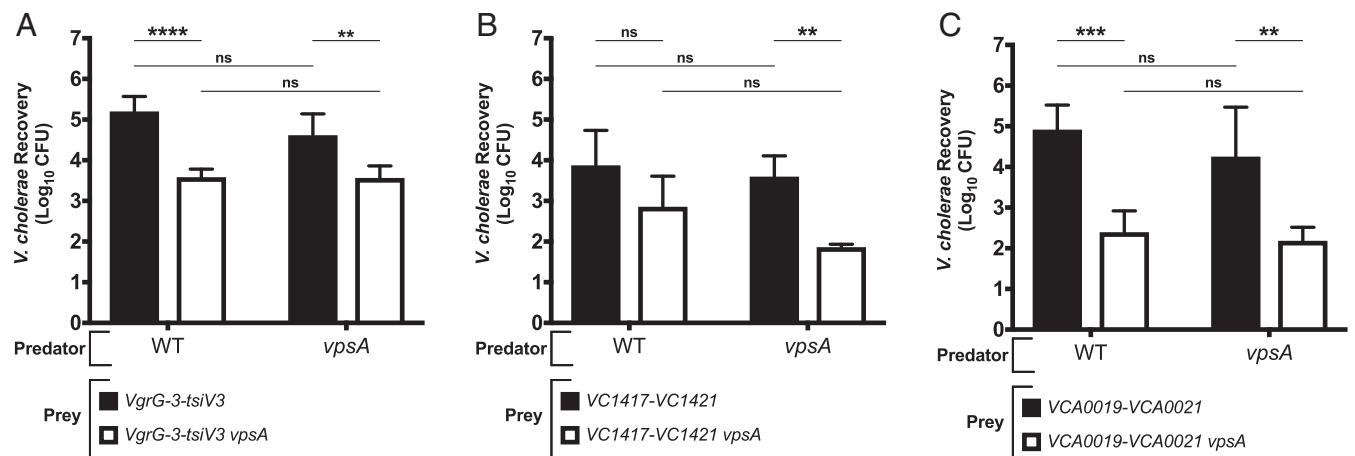 A
V. cholerae Recovery
(Log10 CFU)
7
6
5
4
3
2
1
0
**** **
ns
ns
Predator WT vpsA
Prey VgrG-3-tsiV3
VgrG-3-tsiV3 vpsA
B
V. cholerae Recovery
(Log10 CFU)
7
6
5
4
3
2
1
0
ns **
ns
ns
Predator WT vpsA
Prey VC1417-VC1421
VC1417-VC1421 vpsA
C
V. cholerae Recovery
(Log10 CFU)
7
6
5
4
3
2
1
0
*** **
ns
ns
Predator WT vpsA
Prey VCA0019-VCA0021
VCA0019-VCA0021 vpsA